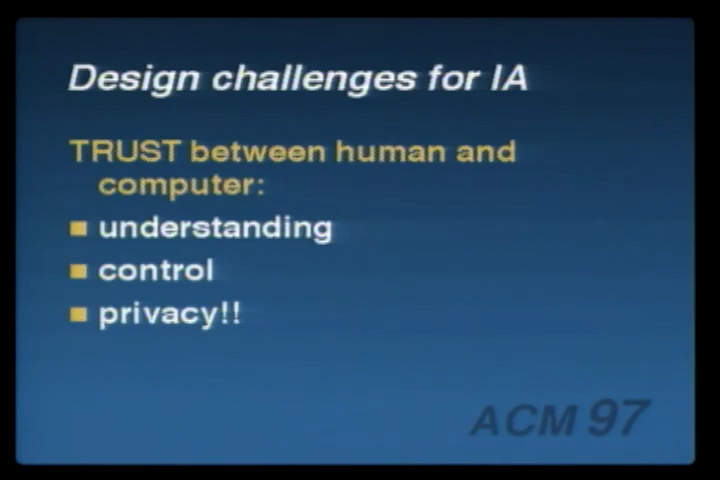 Design challenges for IA
TRUST between human and
computer:
understanding
control
privacy!!
ACM 97